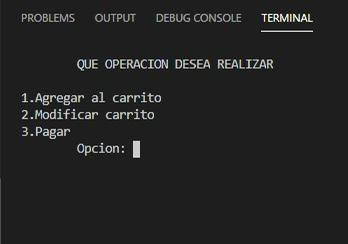 PROBLEMS OUTPUT DEBUG CONSOLE TERMINAL
QUE OPERACION DESEA REALIZAR
1.Agregar al carrito
2.Modificar carrito
3.Pagar
Opcion: